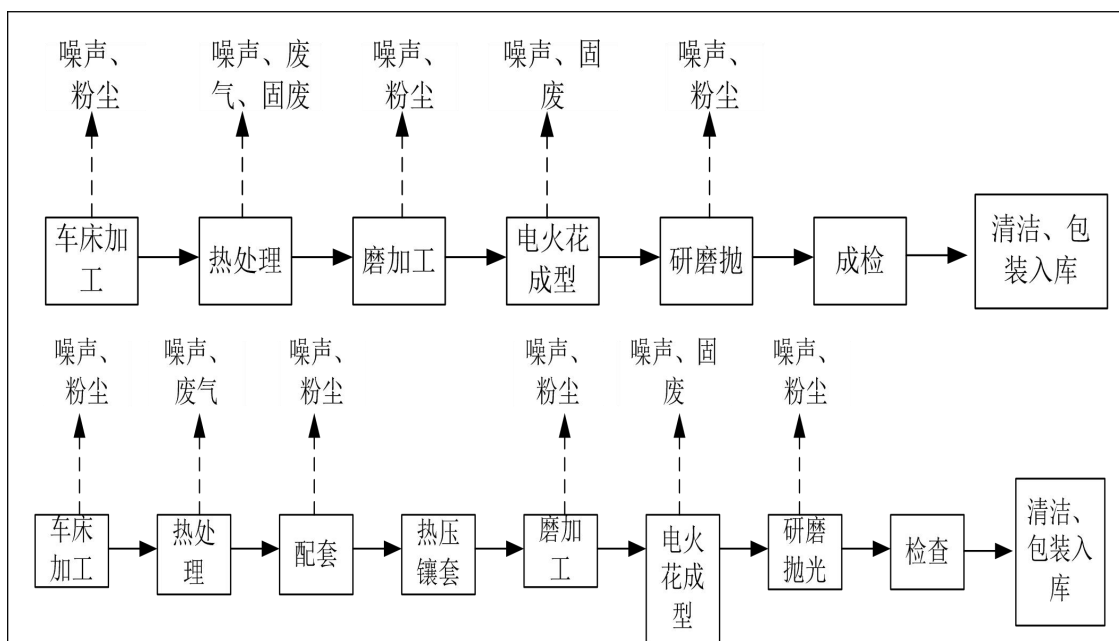 噪声、
粉尘
噪声、废
气、固废
噪声、
粉尘
噪声、固
废
噪声、
粉尘
车床加
工
热处理
磨加工
电火花
成型
研磨抛
成检
清洁、包
装入库
噪声、
粉尘
噪声、
废气
噪声、
粉尘
噪声、
粉尘
噪声、固
废
噪声、
粉尘
车床
加工
热处
理
配套
热压
镶套
磨加
工
电火
花成
型
研磨
抛光
检查
清洁、
包装入
库